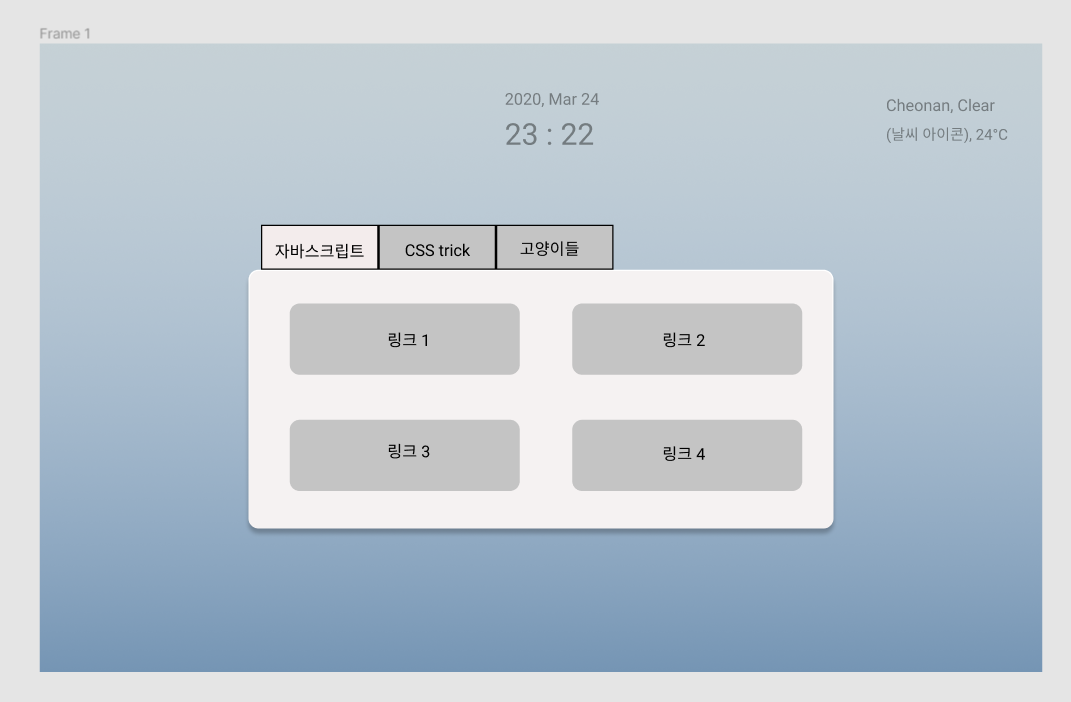 Frame 1
2020, Mar 24
23 : 22
Cheonan, Clear
(날씨 아이콘), 24°C
자바스크립트
CSS trick
고양이들
링크 1
링크 2
링크 3
링크 4